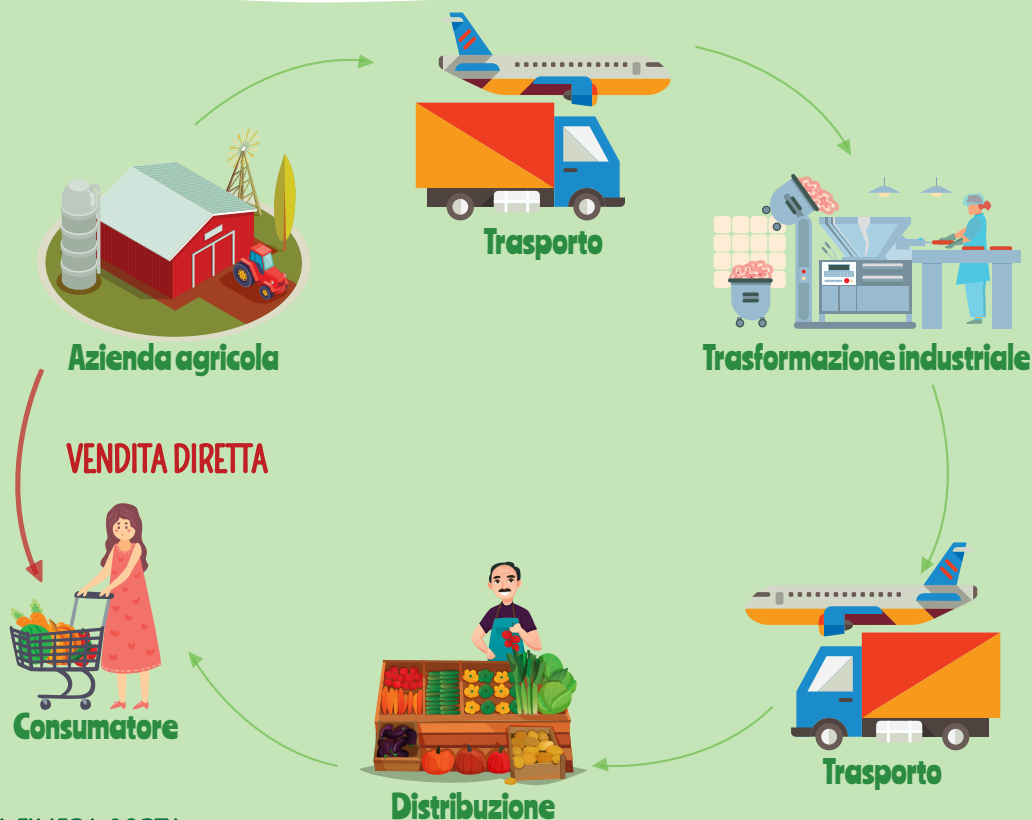 Trasporto
Azienda agricola
Trasformazione industriale
VENDITA DIRETTA
Consumatore
Trasporto
Distribuzione